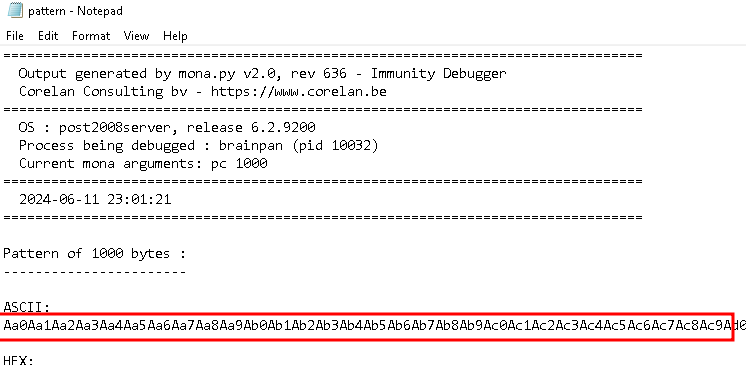 pattern - Notepad
File Edit Format View Help
================================================================================
Output generated by mona.py v2.0, rev 636 - Immunity Debugger
Corelan Consulting bv - https://www.corelan.be
================================================================================
OS : post2008server, release 6.2.9200
Process being debugged : brainpan (pid 10032)
Current mona arguments: pc 1000
================================================================================
2024-06-11 23:01:21
================================================================================
Pattern of 1000 bytes :
-----------------------
ASCII:
Aa0Aa1Aa2Aa3Aa4Aa5Aa6Aa7Aa8Aa9Ab0Ab1Ab2Ab3Ab4Ab5Ab6Ab7Ab8Ab9Ac0Ac1Ac2Ac3Ac4Ac5Ac6Ac7Ac8Ac9Ad0
HEX: